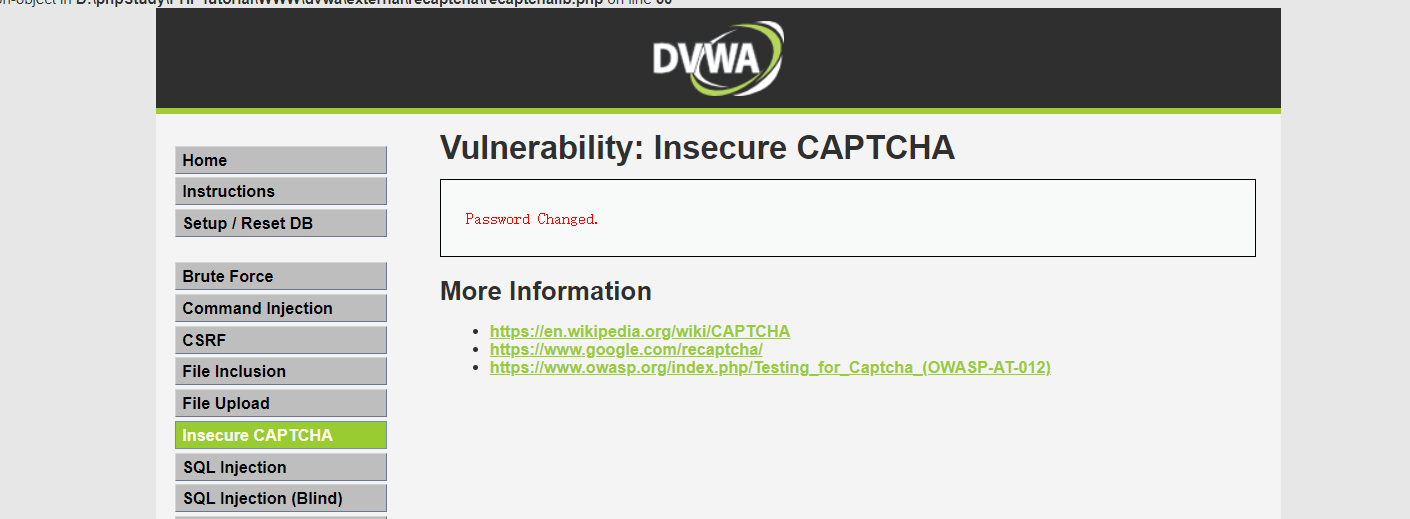 on-object in D:\phpStudy\PHPTutorial\WWW\dvwa\external\recaptcha\recaptchalib.php on line
DVWA
Vulnerability: Insecure CAPTCHA
Home
Instructions
Setup / Reset DB
Brute Force
Command Injection
CSRF
File Inclusion
File Upload
Insecure CAPTCHA
SQL Injection
SQL Injection (Blind)
Password Changed.
More Information
https://en.wikipedia.org/wiki/CAPTCHA
https://www.google.com/recaptcha/
https://www.owasp.org/index.php/Testing_for_Captcha_(OWASP-AT-012)